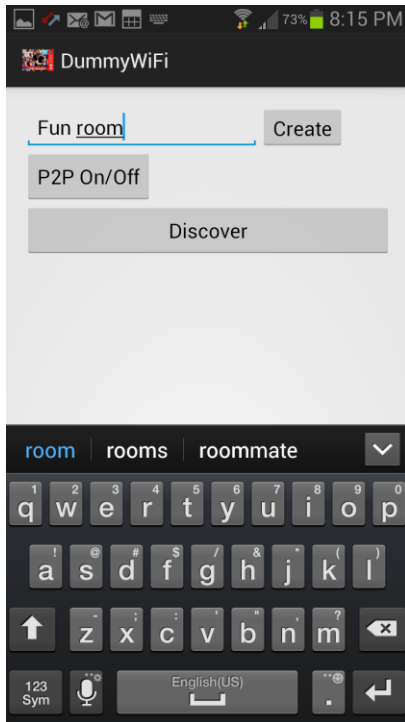 73% 8:15 PM
DummyWiFi
Fun room Create
P2P On/Off
Discover
room rooms roommate
1 2 3 4 5 6 7 8 9 0
q w e r t y u i o p
! @ # $ / & * ( )
a s d f g h j k l
- ; : ' " , ?
z x c v b n m
123 English(US)
Sym .